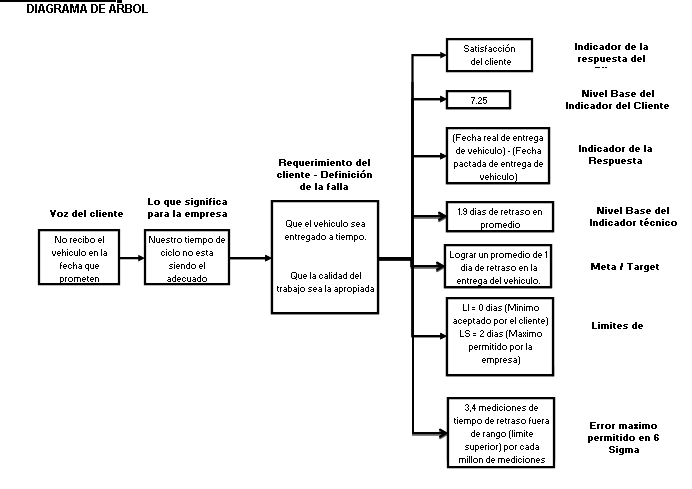 DIAGRAMA DE ARBOL
Voz del cliente
No recibo el
vehiculo en la
fecha que
prometen
Lo que significa
para la empresa
Nuestro tiempo de
ciclo no esta
siendo el
adecuado
Requerimiento del
cliente - Definición
de la falla
Que el vehiculo sea
entregado a tiempo.
Que la calidad del
trabajo sea la apropiada
Satisfacción
del cliente
Indicador de la
respuesta del
7.25
Nivel Base del
Indicador del Cliente
(Fecha real de entrega
de vehiculo) - (Fecha
pactada de entrega de
vehiculo)
Indicador de la
Respuesta
1.9 dias de retraso en
promedio
Nivel Base del
Indicador técnico
Lograr un promedio de 1
dia de retraso en la
entrega del vehiculo.
Meta / Target
LI = 0 dias (Minimo
aceptado por el cliente)
LS = 2 dias (Maximo
permitido por la
empresa)
Limites de
3,4 mediciones de
tiempo de retraso fuera
de rango (limite
superior) por cada
millon de mediciones
Error maximo
permitido en 6
Sigma